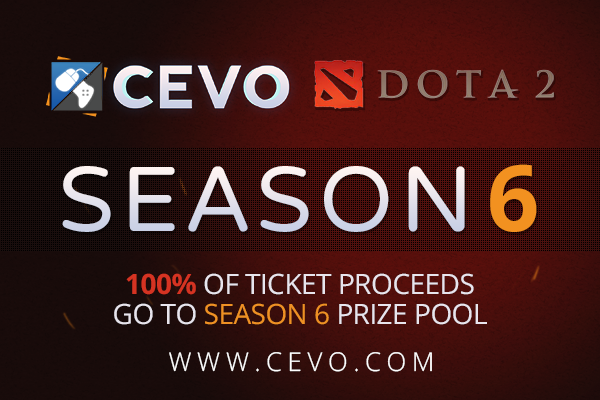 CEVO DOTA 2
SEASON 6
100% OF TICKET PROCEEDS
GO TO SEASON 6 PRIZE POOL
WWW.CEVO.COM